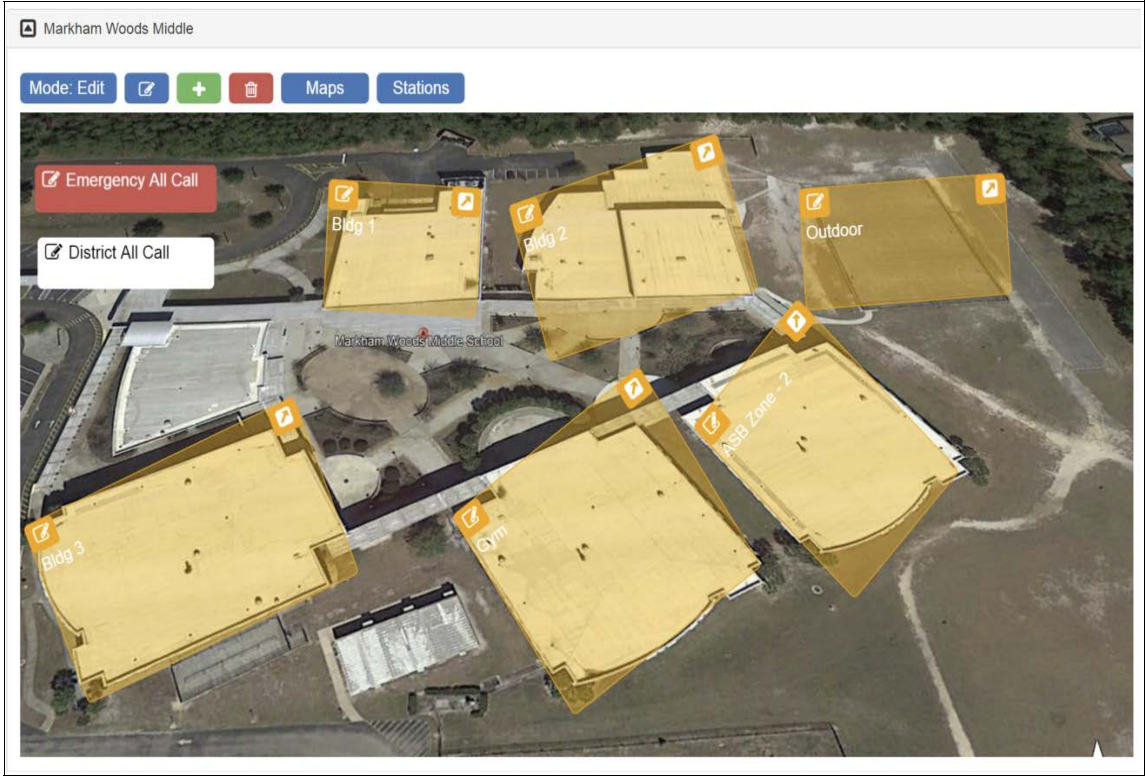 Markham Woods Middle
Mode: Edit
Maps
Stations
Emergency All Call
District All Call
Bldg 1
Bldg 2
Outdoor
Markham Woods Middle School
ASB Zone - 2
Gym
Bldg 3